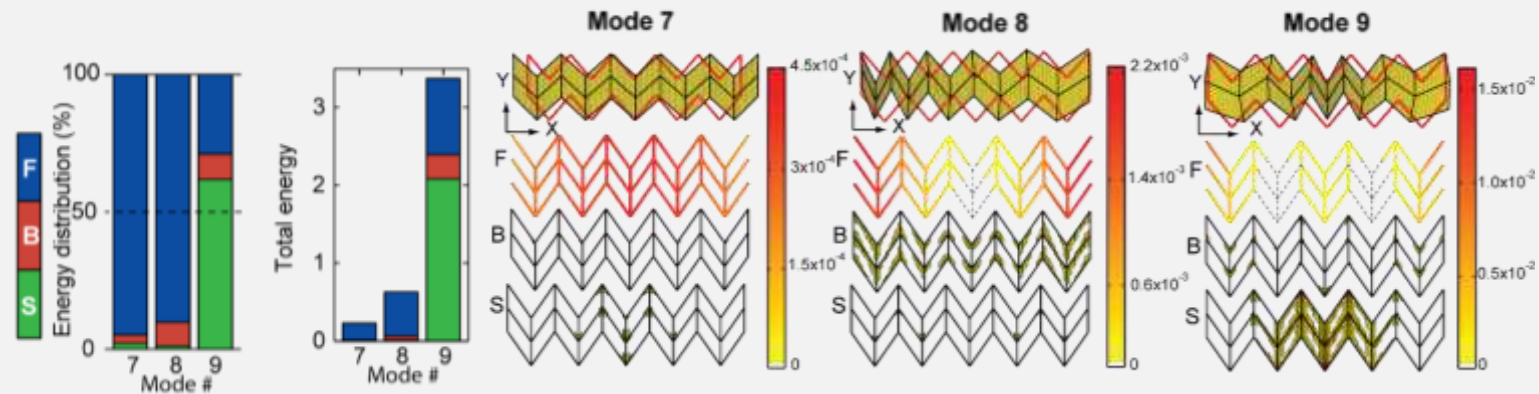 F
B
S
Energy distribution (%)
100
50
0
7 8 9
Mode #
Total energy
3
2
1
0
7 8 9
Mode #
Mode 7
Y
X
F
B
S
4.5x10⁻⁴
3x10⁻⁴
1.5x10⁻⁴
0
Mode 8
Y
X
F
B
S
2.2x10⁻³
1.4x10⁻³
0.6x10⁻³
0
Mode 9
Y
X
F
B
S
1.5x10⁻²
1.0x10⁻²
0.5x10⁻²
0